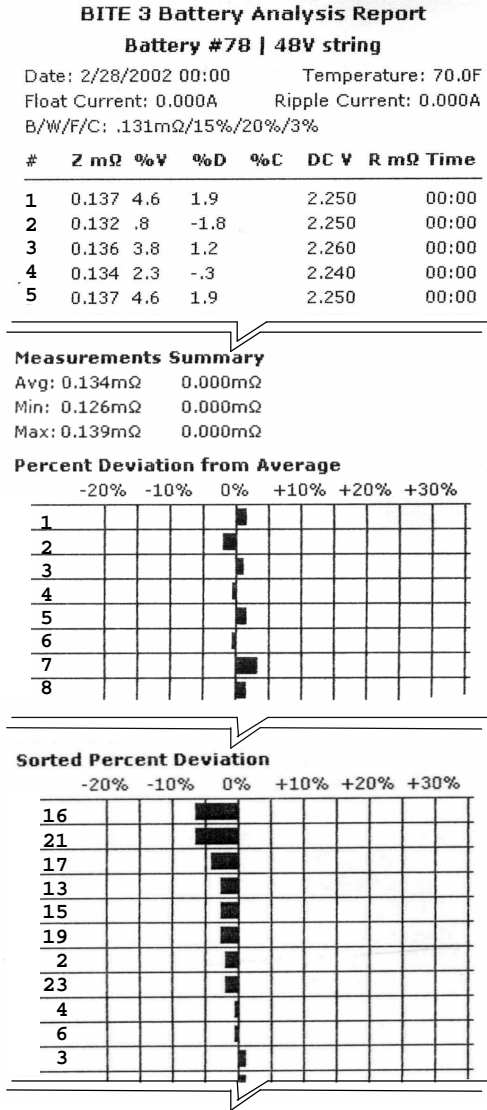 BITE 3 Battery Analysis Report
Battery #78 | 48V string
Date: 2/28/2002 00:00 Temperature: 70.0F
Float Current: 0.000A Ripple Current: 0.000A
B/W/F/C: .131mΩ/15%/20%/3%
# Z mΩ %V %D %C DC V R mΩ Time
1 0.137 4.6 1.9 2.250 00:00
2 0.132 .8 -1.8 2.250 00:00
3 0.136 3.8 1.2 2.260 00:00
4 0.134 2.3 -.3 2.240 00:00
5 0.137 4.6 1.9 2.250 00:00
Measurements Summary
Avg: 0.134mΩ 0.000mΩ
Min: 0.126mΩ 0.000mΩ
Max: 0.139mΩ 0.000mΩ
Percent Deviation from Average
-20% -10% 0% +10% +20% +30%
1
2
3
4
5
6
7
8
Sorted Percent Deviation
-20% -10% 0% +10% +20% +30%
16
21
17
13
15
19
2
23
4
6
3